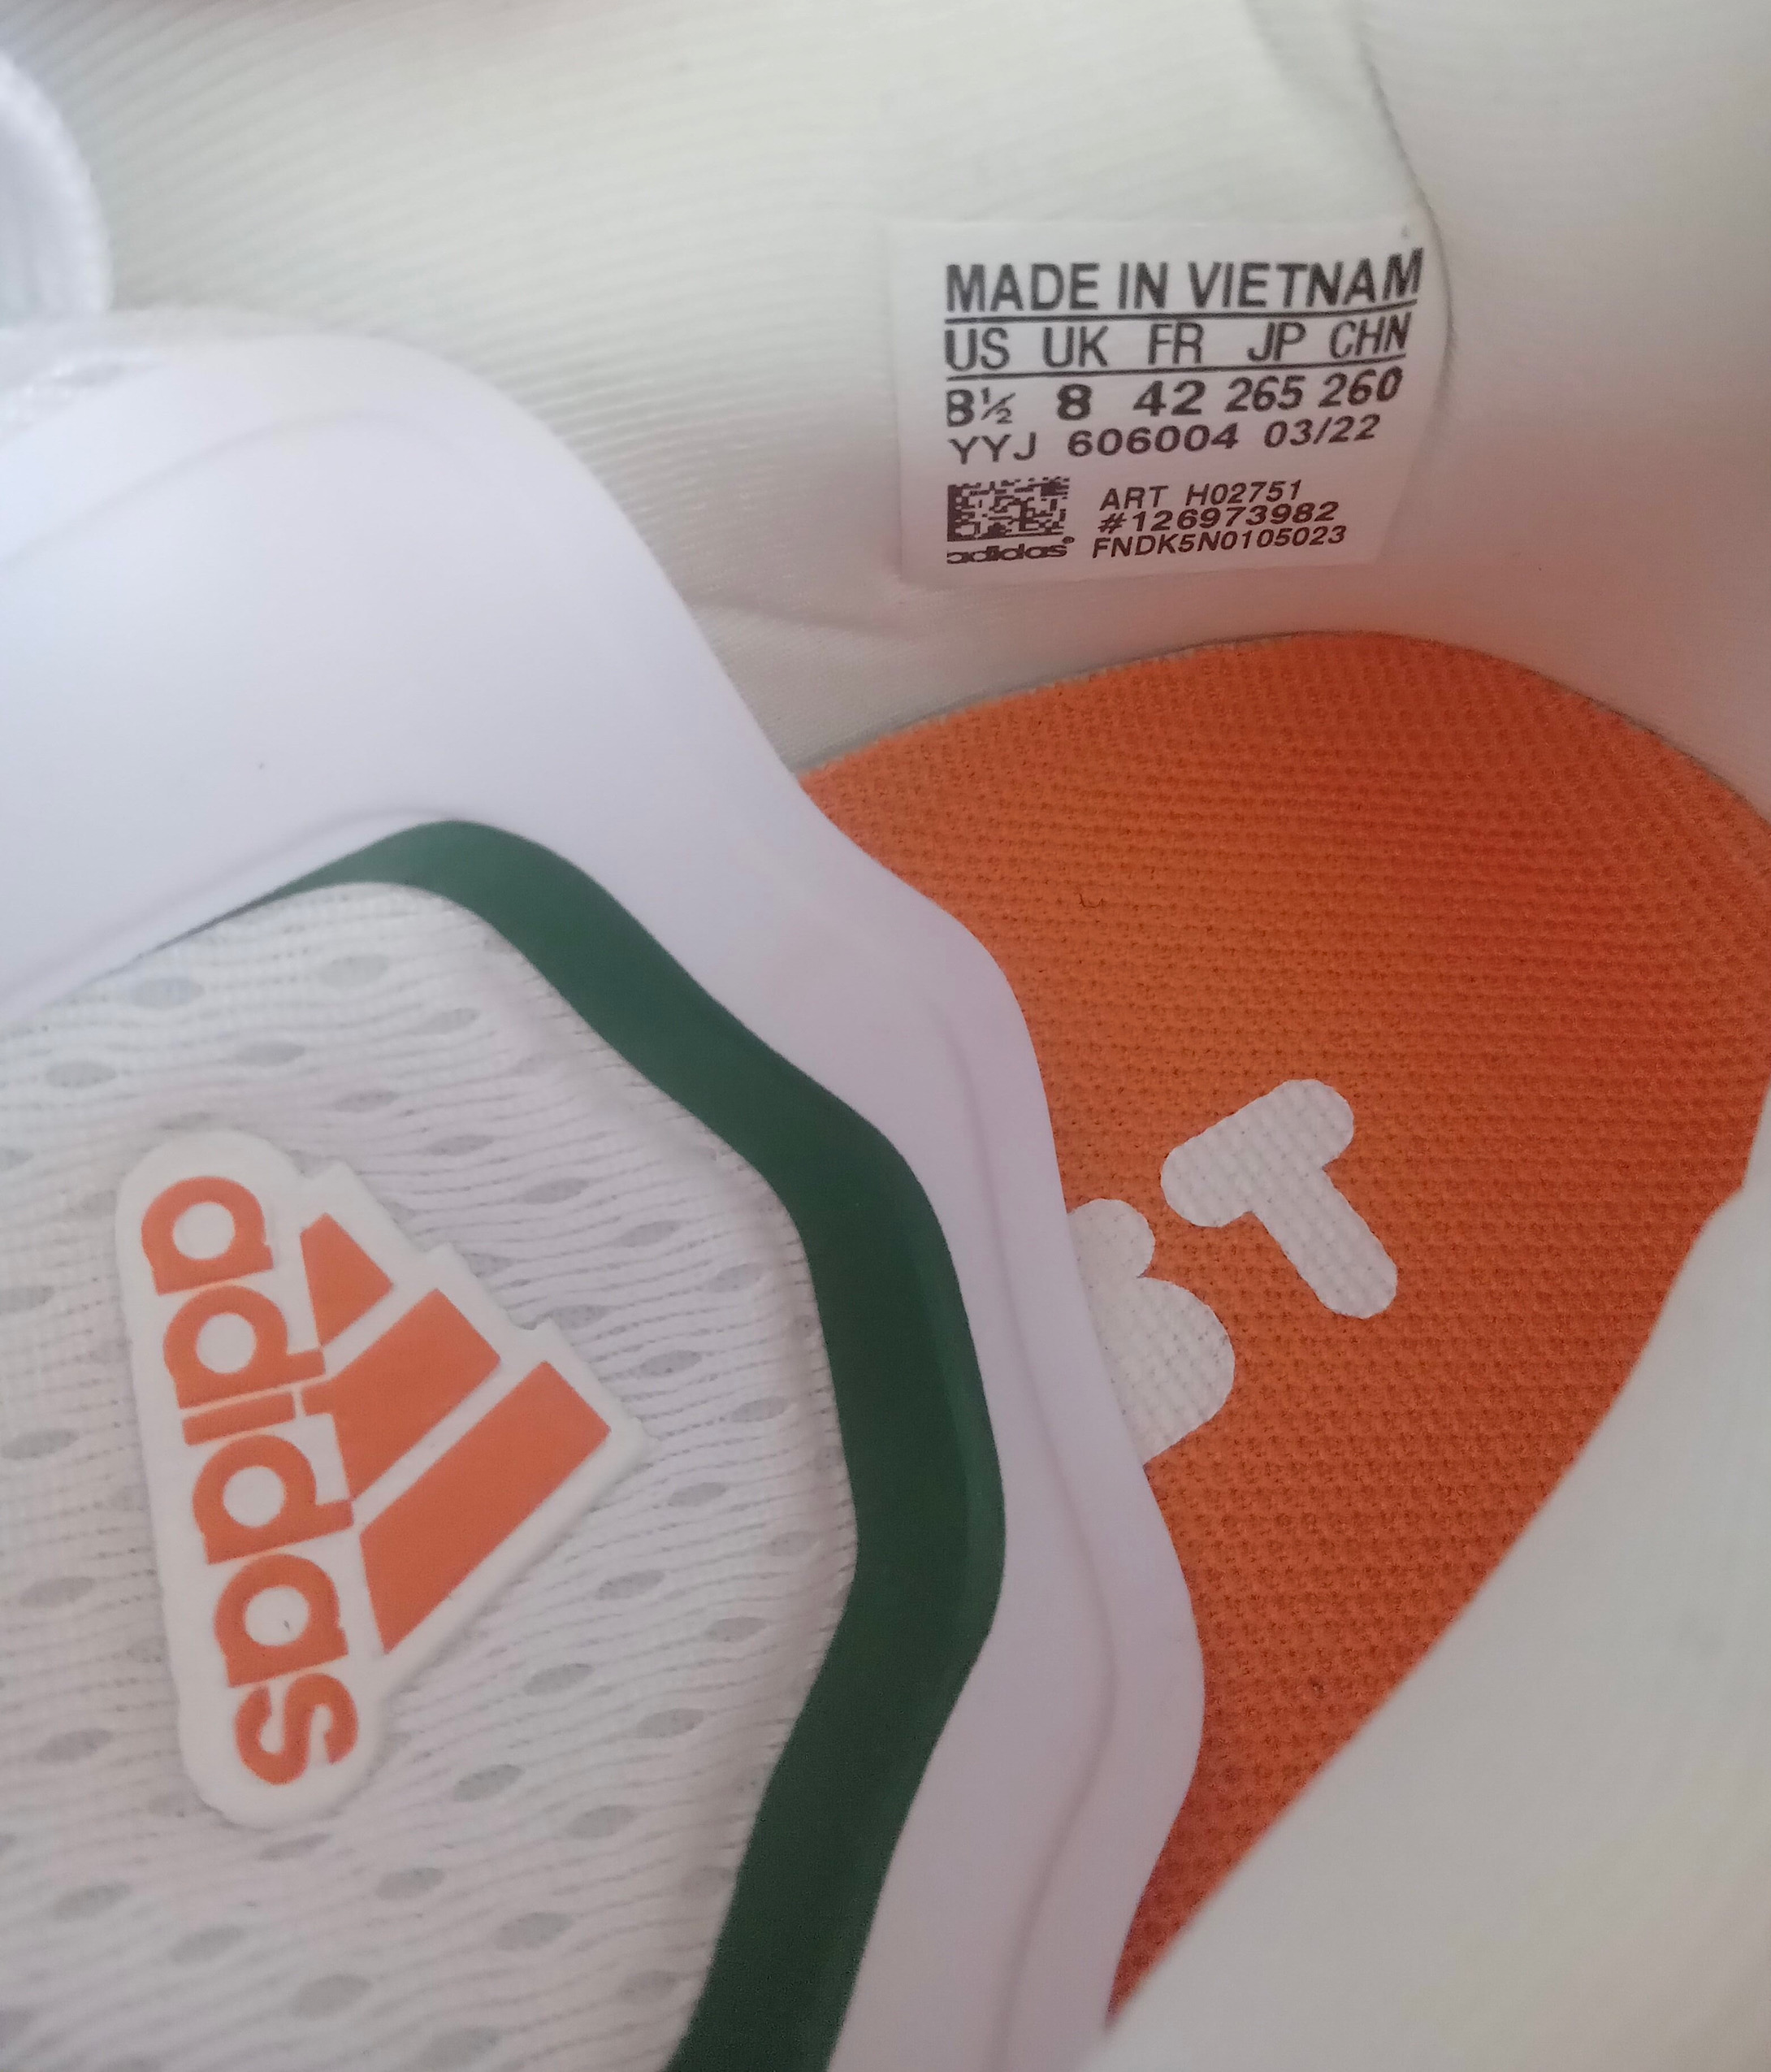 MADE IN VIETNAM
US UK FR JP CHN
8½ 8 42 265 260
YYJ 606004 03/22
ART H02751
#126973982
adidas® FNDK5N0105023
adidas